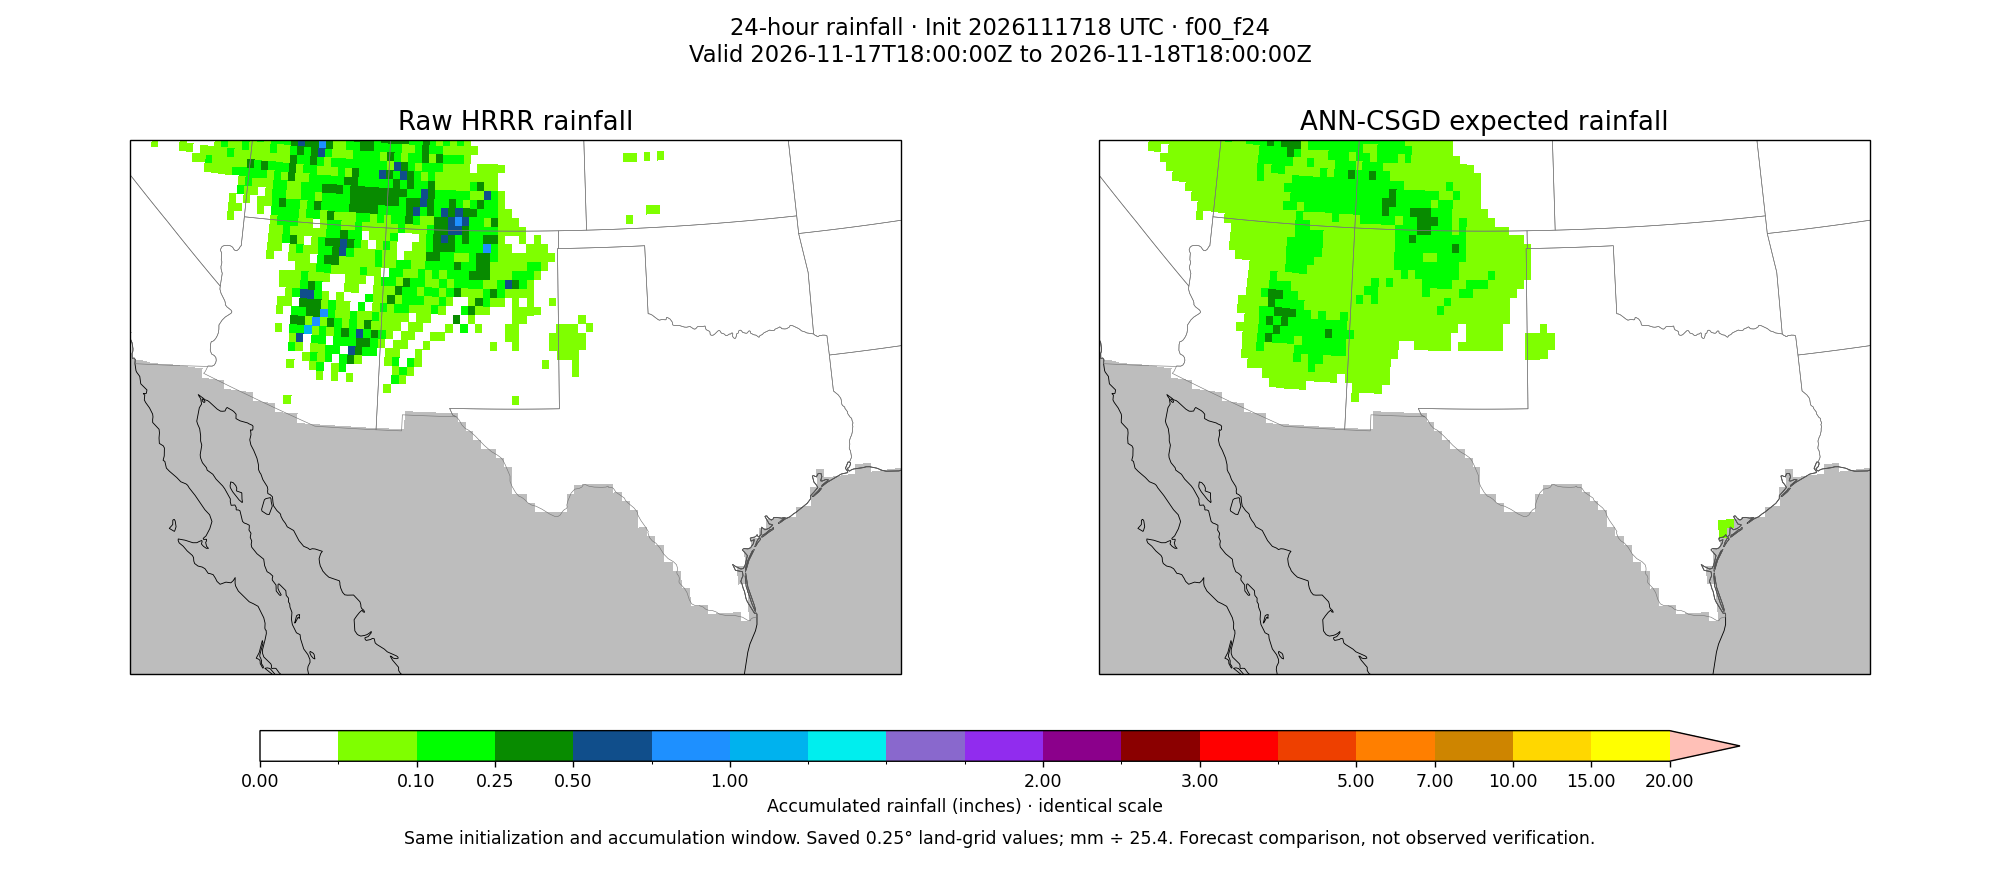 24-hour rainfall · Init 2026111718 UTC · f00_f24
Valid 2026-11-17T18:00:00Z to 2026-11-18T18:00:00Z
Raw HRRR rainfall
ANN-CSGD expected rainfall
0.00 0.10 0.25 0.50 1.00 2.00 3.00 5.00 7.00 10.00 15.00 20.00
Accumulated rainfall (inches) · identical scale
Same initialization and accumulation window. Saved 0.25° land-grid values; mm ÷ 25.4. Forecast comparison, not observed verification.